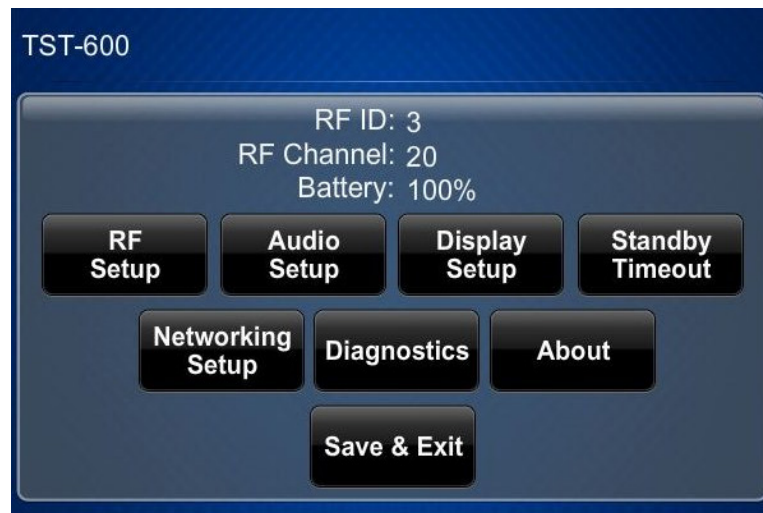 TST-600
RF ID: 3
RF Channel: 20
Battery: 100%
RF
Setup
Audio
Setup
Display
Setup
Standby
Timeout
Networking
Setup
Diagnostics
About
Save & Exit